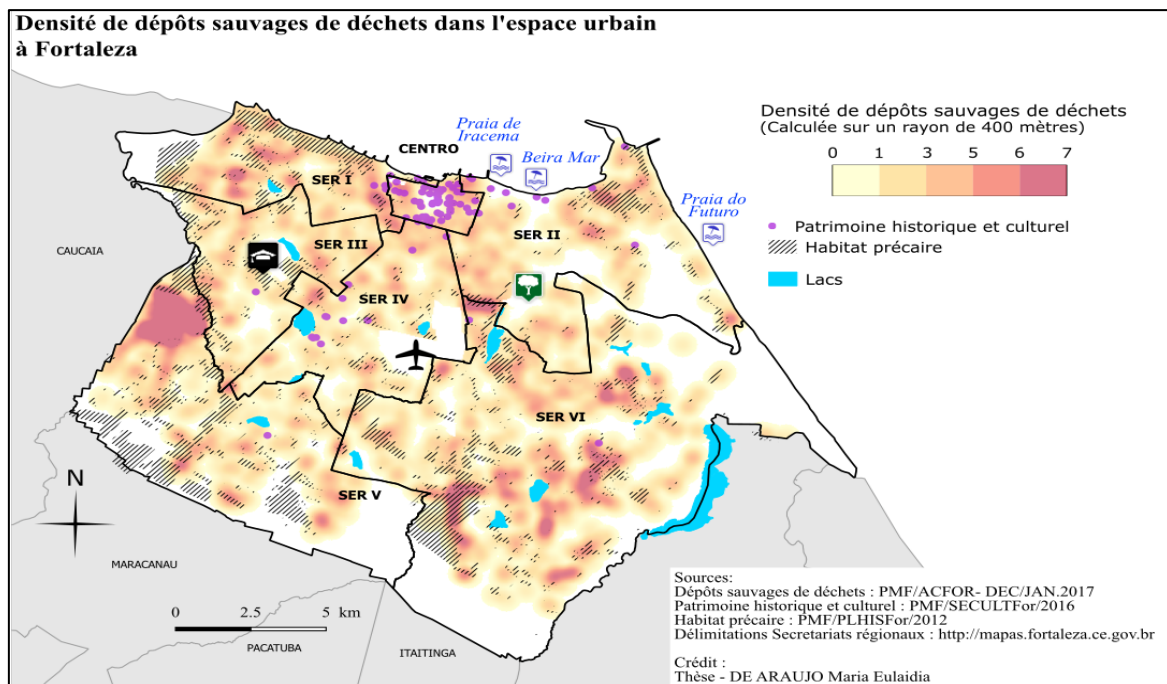 Densité de dépôts sauvages de déchets dans l'espace urbain
à Fortaleza
Densité de dépôts sauvages de déchets
(Calculée sur un rayon de 400 mètres)
0 1 3 5 6 7
Patrimoine historique et culturel
Habitat précaire
Lacs
Praia de
Iracema
Beira Mar
Praia do
Futuro
CENTRO
SER I
SER II
SER III
SER IV
SER VI
SER V
CAUCAIA
MARACANAU
PACATUBA
ITAITINGA
N
0 2.5 5 km
Sources:
Dépôts sauvages de déchets : PMF/ACFOR- DEC/JAN.2017
Patrimoine historique et culturel : PMF/SECULTFor/2016
Habitat précaire : PMF/PLHISFor/2012
Délimitations Secretariats régionaux : http://mapas.fortaleza.ce.gov.br
Crédit :
Thèse - DE ARAUJO Maria Eulaidia